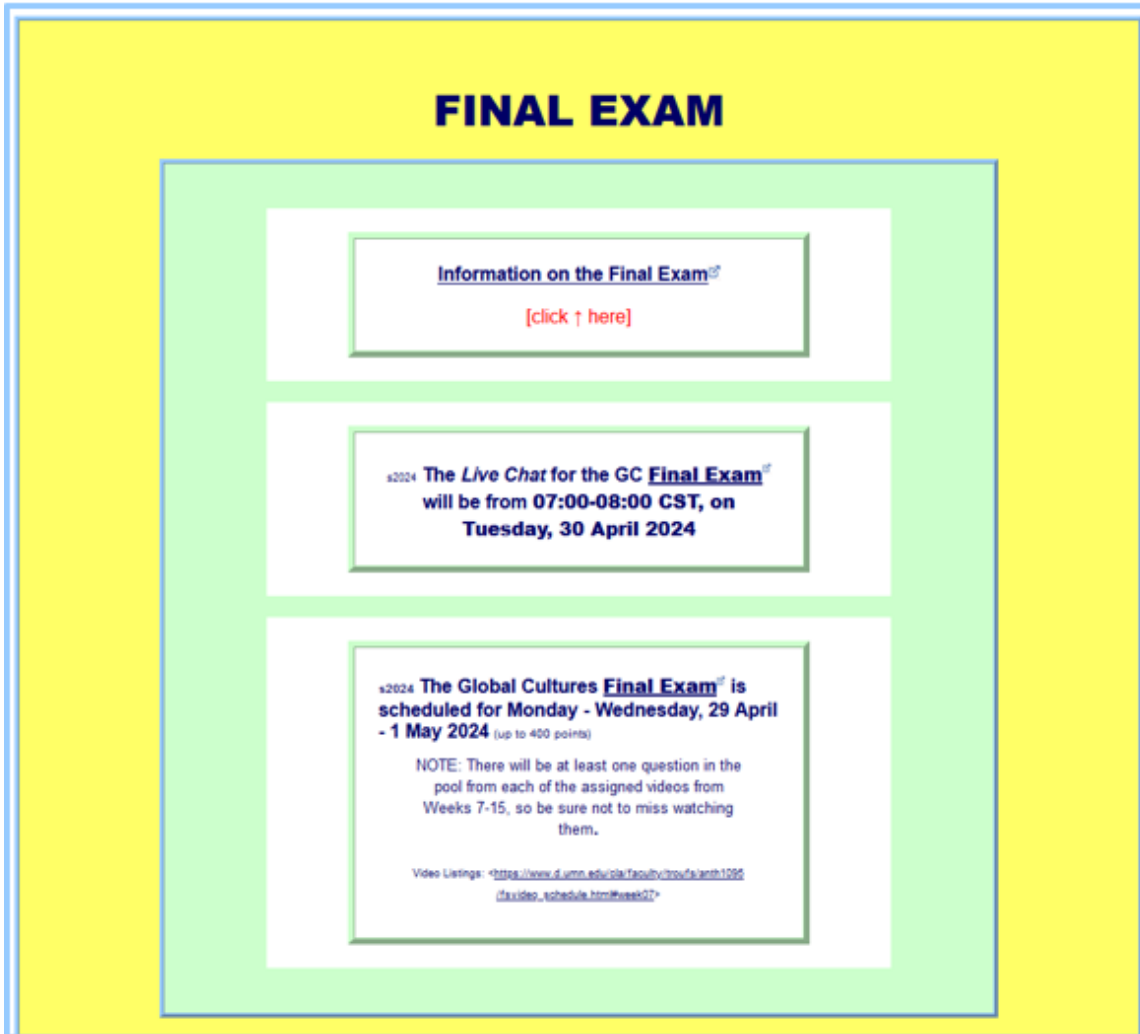 FINAL EXAM
Information on the Final Exam
[click ↑ here]
s2024 The Live Chat for the GC Final Exam
will be from 07:00-08:00 CST, on
Tuesday, 30 April 2024
s2024 The Global Cultures Final Exam is
scheduled for Monday - Wednesday, 29 April
- 1 May 2024 (up to 400 points)
NOTE: There will be at least one question in the
pool from each of the assigned videos from
Weeks 7-15, so be sure not to miss watching
them.
Video Listings: <https://www.d.umn.edu/cla/faculty/troufs/anth1095
/fsvideo_schedule.html#week07>